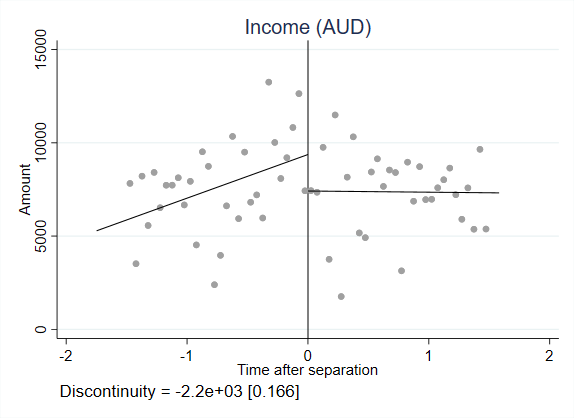 Income (AUD)
Amount
15000
10000
5000
0
-2
-1
0
1
2
Time after separation
Discontinuity = -2.2e+03 [0.166]